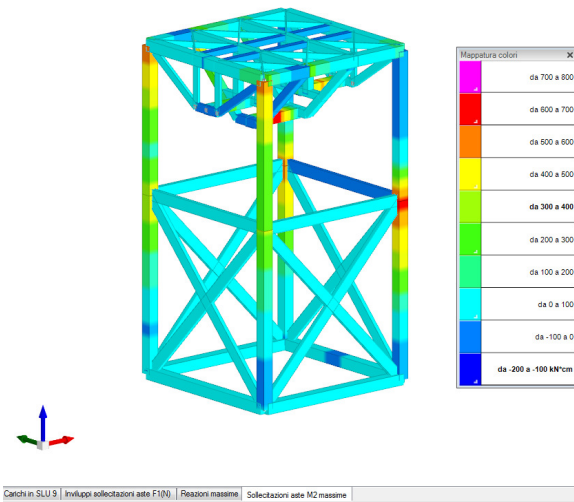 Mappatura colori
da 700 a 800
da 600 a 700
da 500 a 600
da 400 a 500
da 300 a 400
da 200 a 300
da 100 a 200
da 0 a 100
da -100 a 0
da -200 a -100 kN*cm
Carichi in SLU 9 Inviluppi sollecitazioni aste F1(N) Reazioni massime Sollecitazioni aste M2 massime